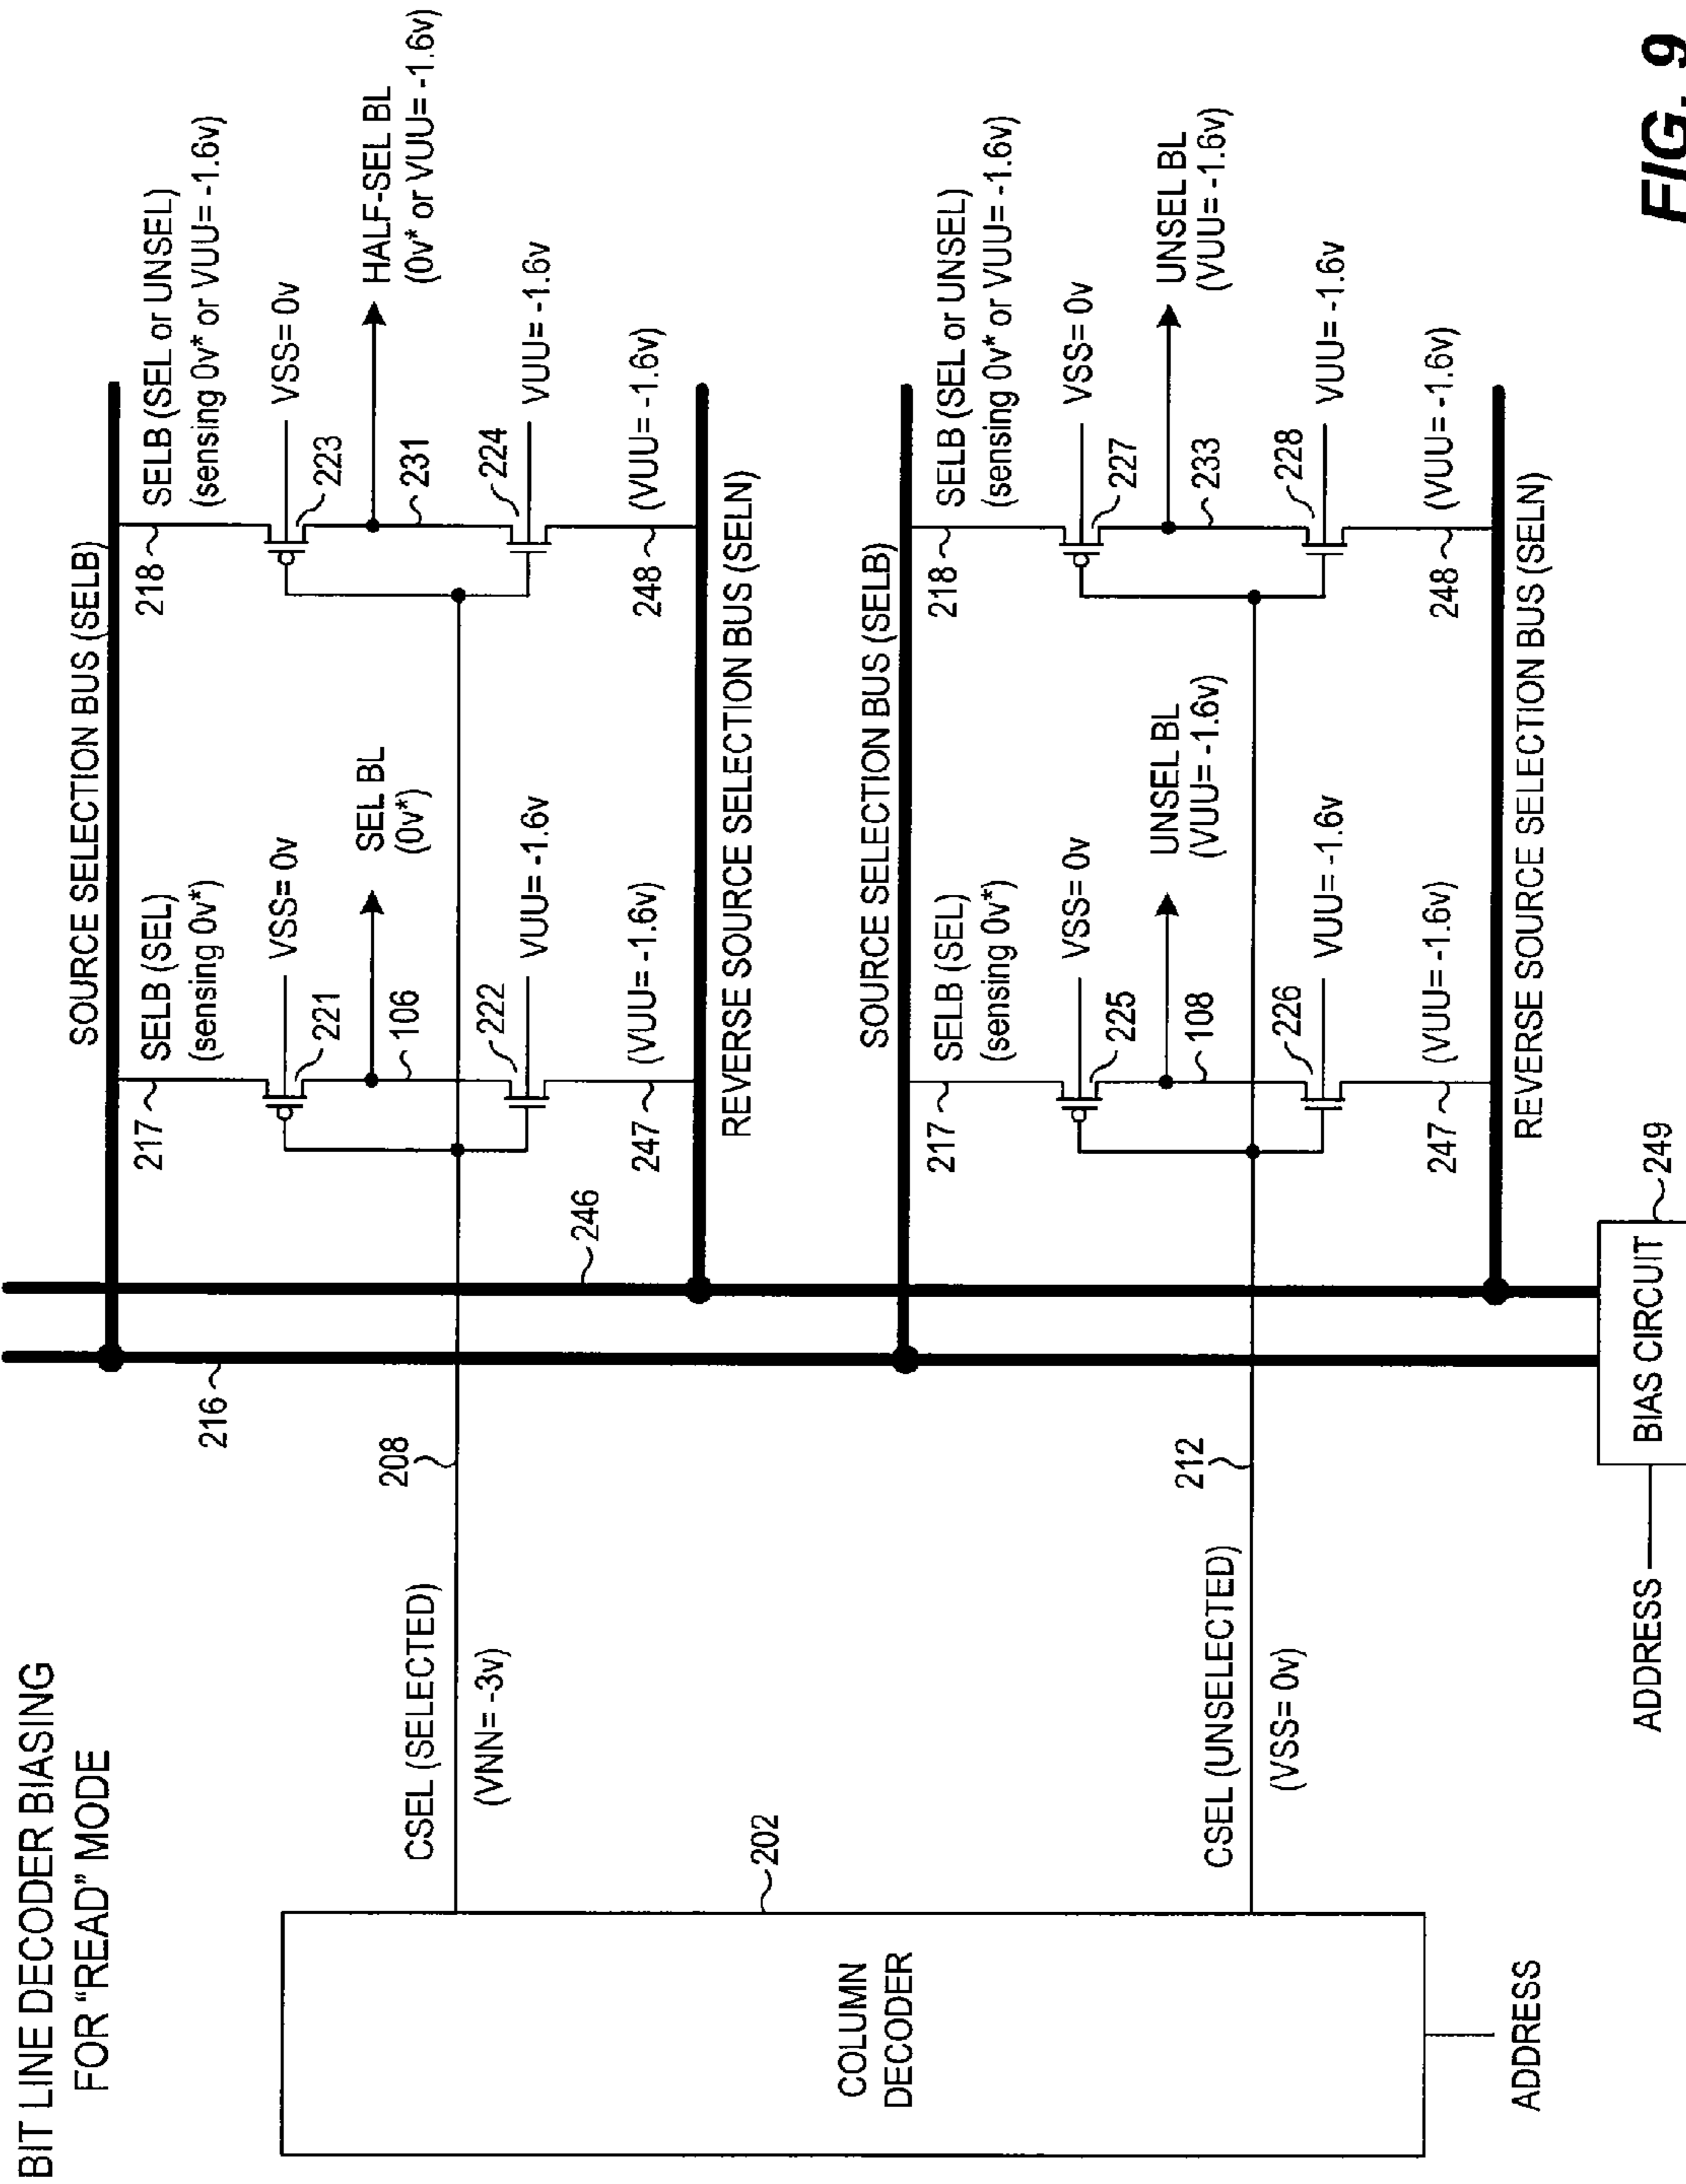 BIT LINE DECODER BIASING
FOR "READ" MODE
SOURCE SELECTION BUS (SELB)
216
217
SELB (SEL)
(sensing 0v*)
218
SELB (SEL or UNSEL)
(sensing 0v* or VUU= -1.6v)
221
VSS= 0v
223
VSS= 0v
SEL BL
(0v*)
HALF-SEL BL
(0v* or VUU= -1.6v)
106
231
CSEL (SELECTED)
(VNN= -3v)
208
222
VUU= -1.6v
224
VUU= -1.6v
246
247
(VUU= -1.6v)
248
(VUU= -1.6v)
REVERSE SOURCE SELECTION BUS (SELN)
202
COLUMN
DECODER
SOURCE SELECTION BUS (SELB)
217
SELB (SEL)
(sensing 0v*)
218
SELB (SEL or UNSEL)
(sensing 0v* or VUU= -1.6v)
225
VSS= 0v
227
VSS= 0v
UNSEL BL
(VUU= -1.6v)
UNSEL BL
(VUU= -1.6v)
108
233
CSEL (UNSELECTED)
(VSS= 0v)
212
226
VUU= -1.6v
228
VUU= -1.6v
247
(VUU= -1.6v)
248
(VUU= -1.6v)
REVERSE SOURCE SELECTION BUS (SELN)
ADDRESS
ADDRESS
BIAS CIRCUIT
249
FIG. 9